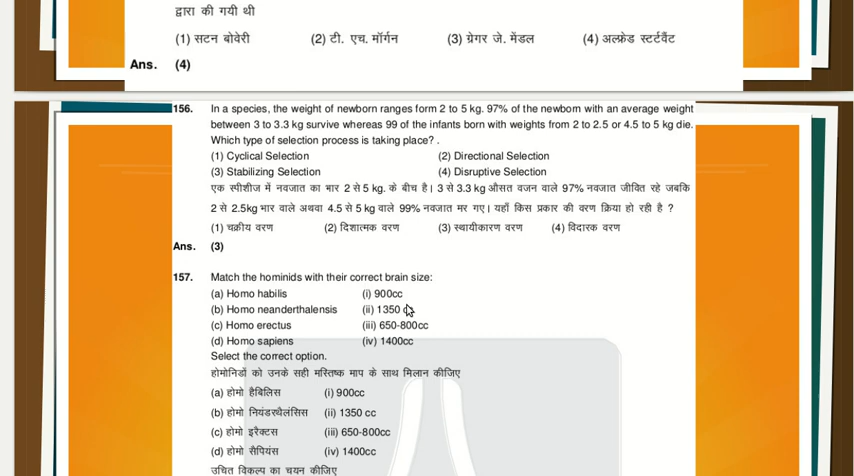 द्वारा की गयी थी
(1) सटन बोवेरी (2) टी. एच. मॉर्गन (3) ग्रेगर जे. मेंडल (4) अल्फ्रेड स्टर्टवैंट
Ans. (4)
156. In a species, the weight of newborn ranges form 2 to 5 kg. 97% of the newborn with an average weight
between 3 to 3.3 kg survive whereas 99 of the infants born with weights from 2 to 2.5 or 4.5 to 5 kg die.
Which type of selection process is taking place? .
(1) Cyclical Selection (2) Directional Selection
(3) Stabilizing Selection (4) Disruptive Selection
एक स्पीशीज में नवजात का भार 2 से 5 kg. के बीच है। 3 से 3.3 kg औसत वजन वाले 97% नवजात जीवित रहे जबकि
2 से 2.5kg भार वाले अथवा 4.5 से 5 kg वाले 99% नवजात मर गए। यहाँ किस प्रकार की वरण क्रिया हो रही है ?
(1) चक्रीय वरण (2) दिशात्मक वरण (3) स्थायीकारण वरण (4) विदारक वरण
Ans. (3)
157. Match the hominids with their correct brain size:
(a) Homo habilis (i) 900cc
(b) Homo neanderthalensis (ii) 1350 cc
(c) Homo erectus (iii) 650-800cc
(d) Homo sapiens (iv) 1400cc
Select the correct option.
होमोनिडों को उनके सही मस्तिष्क माप के साथ मिलान कीजिए
(a) होमो हैबिलिस (i) 900cc
(b) होमो नियंडरथैलंसिस (ii) 1350 cc
(c) होमो इरैक्टस (iii) 650-800cc
(d) होमो सैपियंस (iv) 1400cc
उचित विकल्प का चयन कीजिए